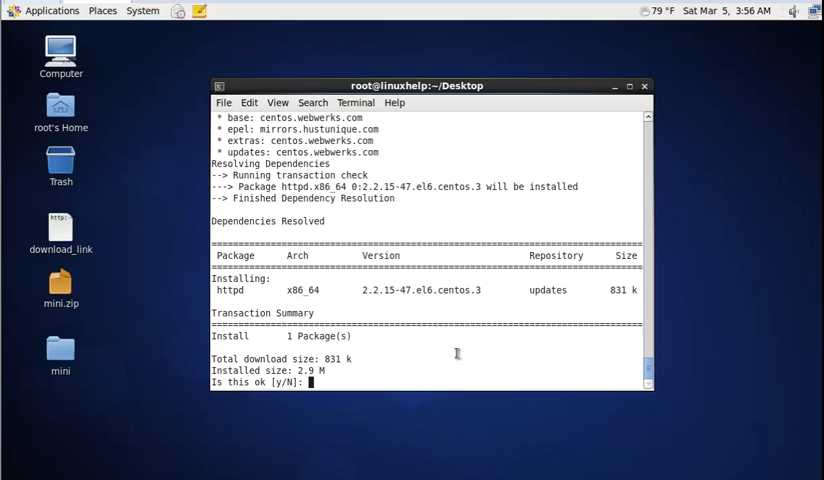 Applications Places System 79 °F Sat Mar 5, 3:56 AM
Computer
root's Home
Trash
http:
download_link
mini.zip
mini
root@linuxhelp:~/Desktop
File Edit View Search Terminal Help
* base: centos.webwerks.com
* epel: mirrors.hustunique.com
* extras: centos.webwerks.com
* updates: centos.webwerks.com
Resolving Dependencies
--> Running transaction check
---> Package httpd.x86_64 0:2.2.15-47.el6.centos.3 will be installed
--> Finished Dependency Resolution
Dependencies Resolved
================================================================================
Package Arch Version Repository Size
================================================================================
Installing:
httpd x86_64 2.2.15-47.el6.centos.3 updates 831 k
Transaction Summary
================================================================================
Install 1 Package(s)
Total download size: 831 k
Installed size: 2.9 M
Is this ok [y/N]: